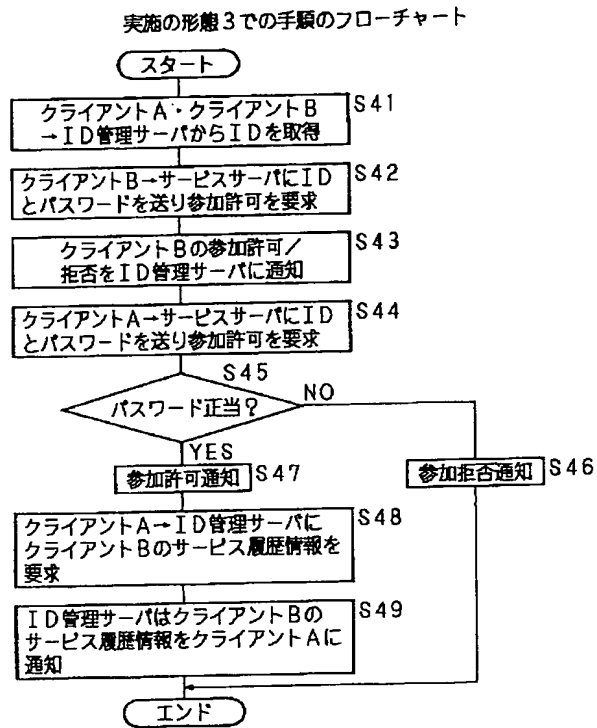 実施の形態3での手順のフローチャート
スタート
クライアントA・クライアントB
→ID管理サーバからIDを取得
S41
クライアントB→サービスサーバにID
とパスワードを送り参加許可を要求
S42
クライアントBの参加許可/
拒否をID管理サーバに通知
S43
クライアントA→サービスサーバにID
とパスワードを送り参加許可を要求
S44
S45
パスワード正当?
NO
YES
参加許可通知
S47
参加拒否通知
S46
クライアントA→ID管理サーバに
クライアントBのサービス履歴情報を
要求
S48
ID管理サーバはクライアントBの
サービス履歴情報をクライアントAに
通知
S49
エンド